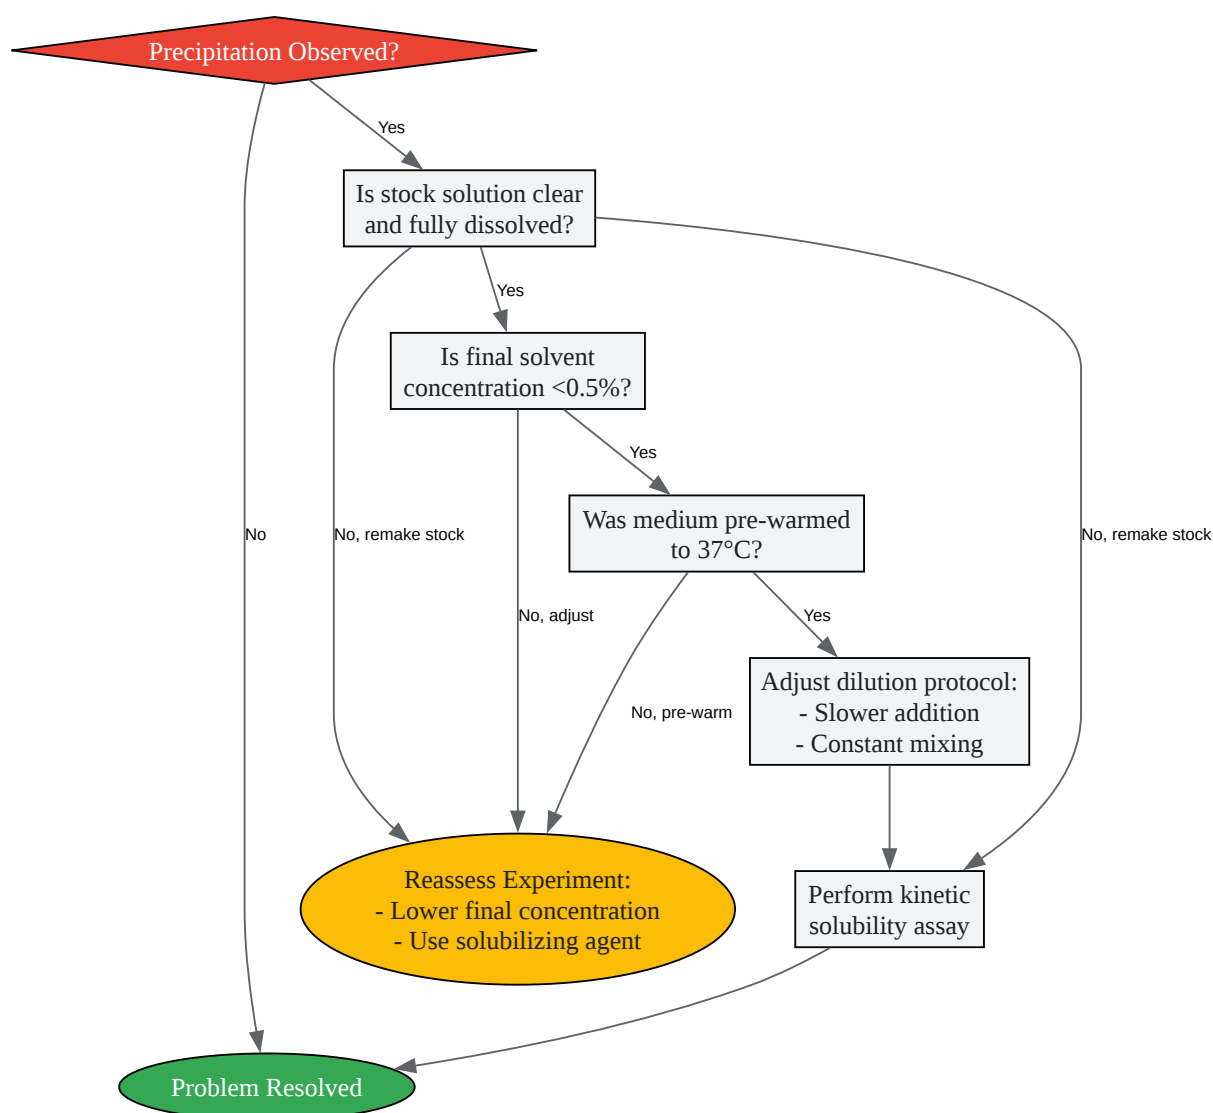 Precipitation Observed?
Yes
Is stock solution clear
and fully dissolved?
Yes
Is final solvent
concentration <0.5%?
Yes
Was medium pre-warmed
to 37°C?
No
No, remake stock
No, remake stock
No, adjust
Yes
Adjust dilution protocol:
- Slower addition
- Constant mixing
No, pre-warm
Reassess Experiment:
- Lower final concentration
- Use solubilizing agent
Perform kinetic
solubility assay
Problem Resolved